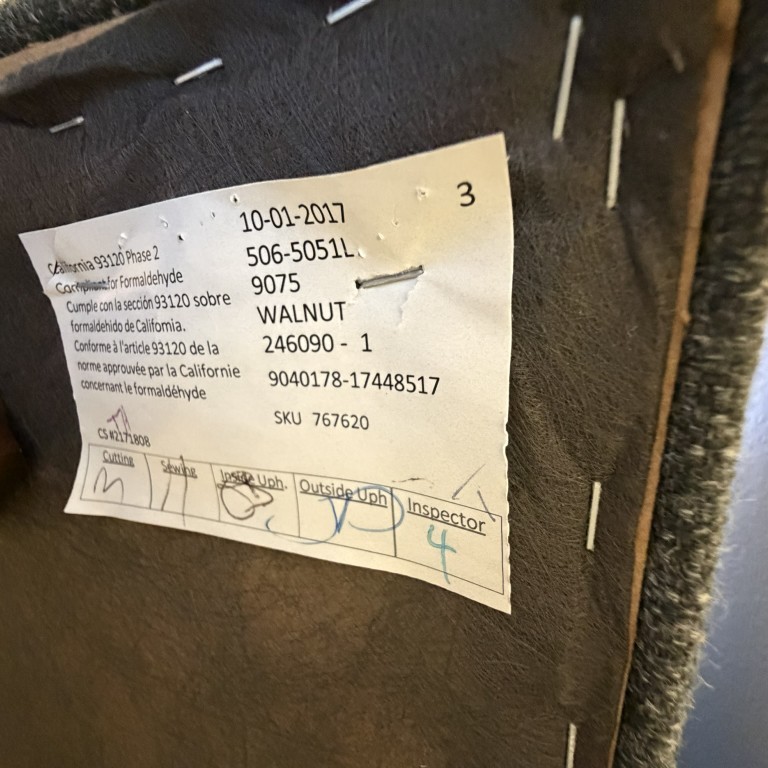 3
10-01-2017
506-5051L
9075
WALNUT
246090 - 1
9040178-17448517
SKU 767620
California 93120 Phase 2
Compliant for Formaldehyde
Cumple con la sección 93120 sobre
formaldehido de California.
Conforme à l'article 93120 de la
norme approuvée par la Californie
concernant le formaldéhyde
CS #2171808
Cutting Sewing Inside Uph. Outside Uph Inspector
4